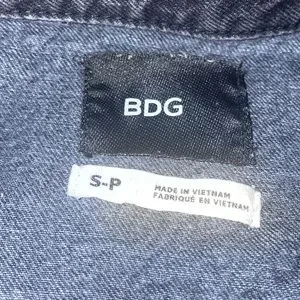 BDG
S-P
MADE IN VIETNAM
FABRIQUÉ EN VIETNAM